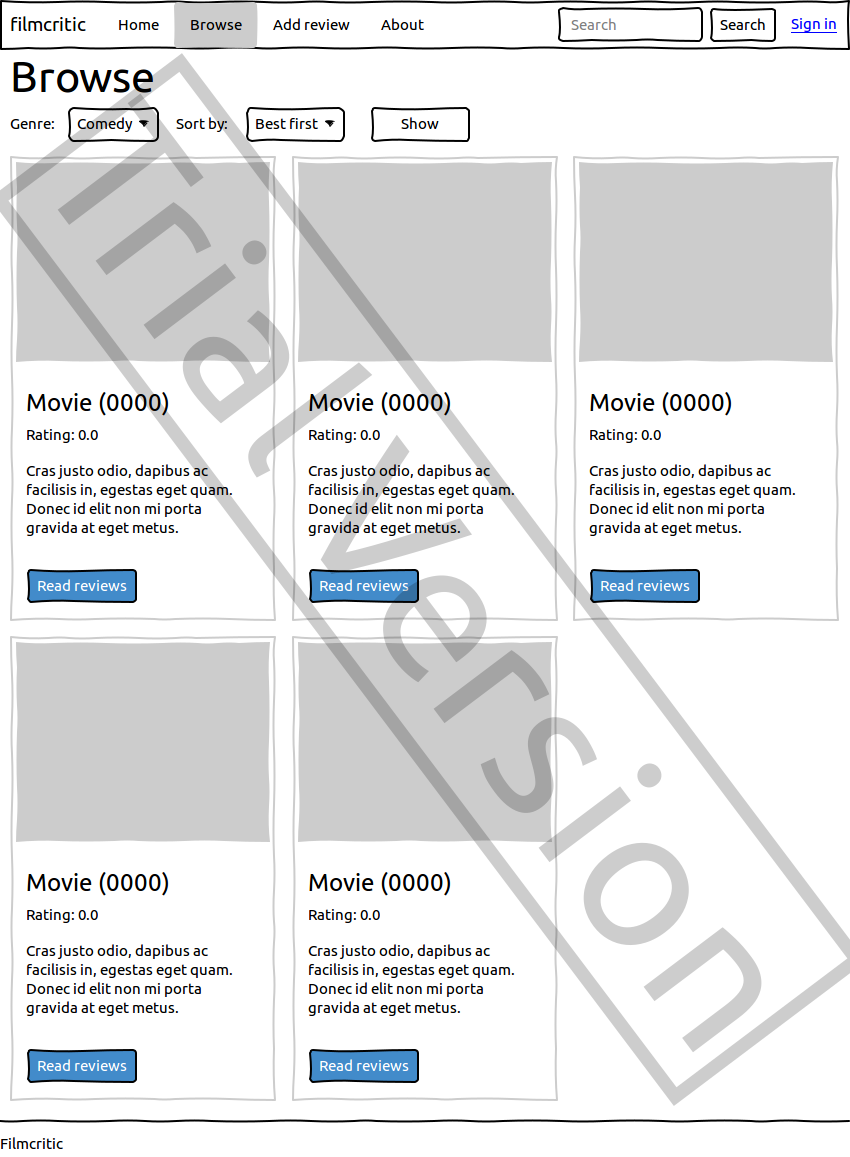 filmcritic Home Browse Add review About Search Search Sign in
Browse
Genre: Comedy Sort by: Best first Show
Movie (0000)
Rating: 0.0
Cras justo odio, dapibus ac
facilisis in, egestas eget quam.
Donec id elit non mi porta
gravida at eget metus.
Read reviews
Movie (0000)
Rating: 0.0
Cras justo odio, dapibus ac
facilisis in, egestas eget quam.
Donec id elit non mi porta
gravida at eget metus.
Read reviews
Movie (0000)
Rating: 0.0
Cras justo odio, dapibus ac
facilisis in, egestas eget quam.
Donec id elit non mi porta
gravida at eget metus.
Read reviews
Movie (0000)
Rating: 0.0
Cras justo odio, dapibus ac
facilisis in, egestas eget quam.
Donec id elit non mi porta
gravida at eget metus.
Read reviews
Movie (0000)
Rating: 0.0
Cras justo odio, dapibus ac
facilisis in, egestas eget quam.
Donec id elit non mi porta
gravida at eget metus.
Read reviews
Filmcritic
Trial Version